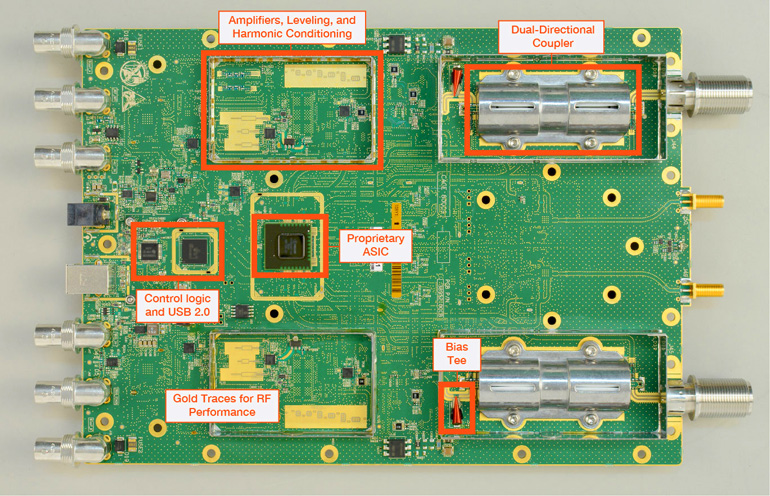 Amplifiers, Leveling, and
Harmonic Conditioning
Dual-Directional
Coupler
Proprietary
ASIC
Control logic
and USB 2.0
Bias
Tee
Gold Traces for RF
Performance